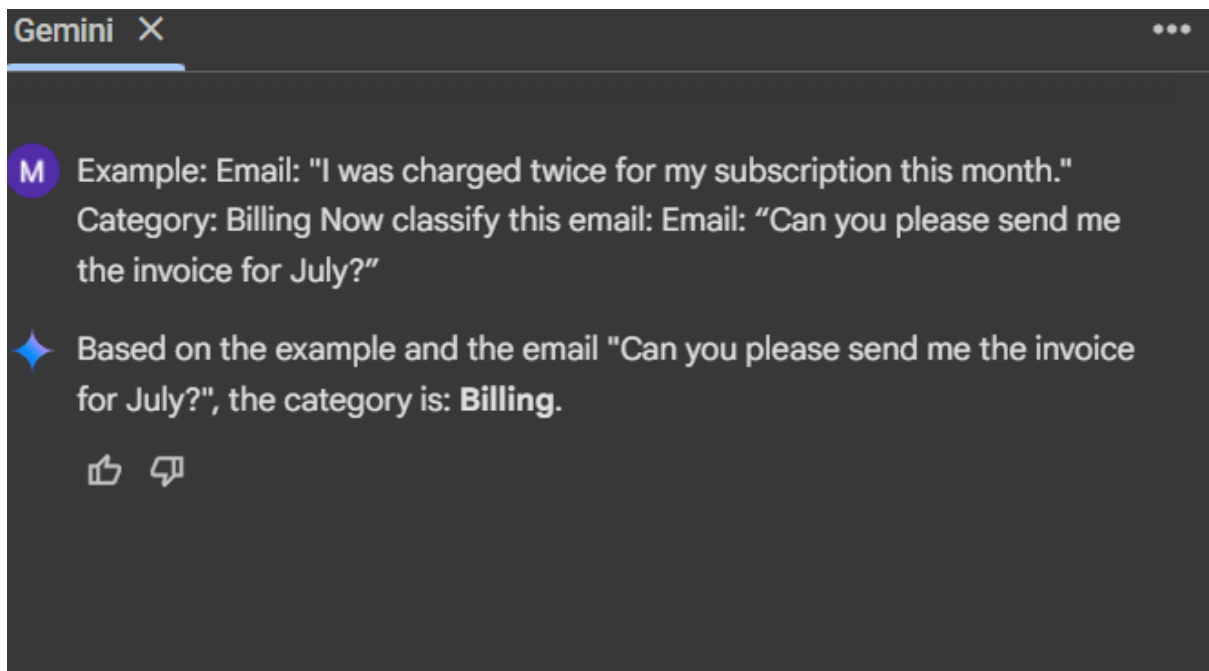 Gemini
M
Example: Email: "I was charged twice for my subscription this month."
Category: Billing Now classify this email: Email: “Can you please send me
the invoice for July?”
Based on the example and the email "Can you please send me the invoice
for July?", the category is: Billing.